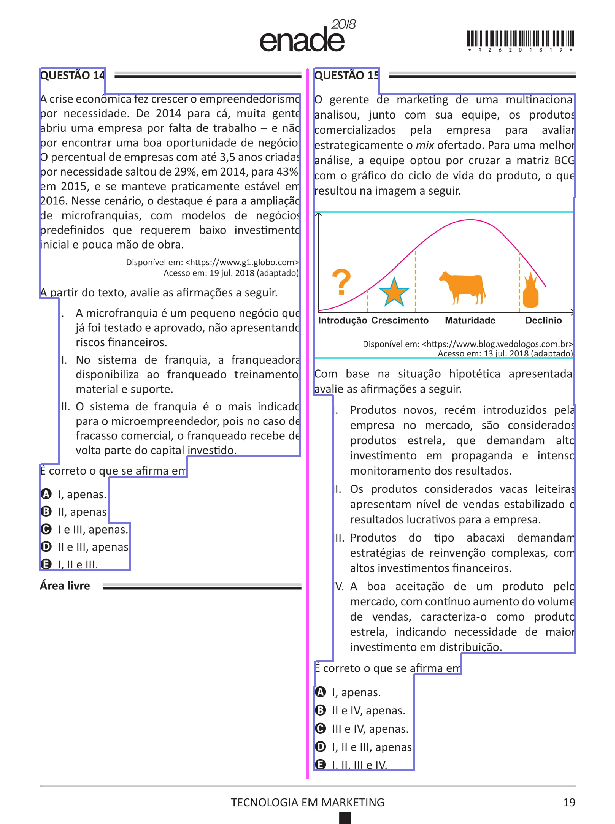 enade2018
*R26201819*
QUESTÃO 14
A crise econômica fez crescer o empreendedorismo
por necessidade. De 2014 para cá, muita gente
abriu uma empresa por falta de trabalho – e não
por encontrar uma boa oportunidade de negócio.
O percentual de empresas com até 3,5 anos criadas
por necessidade saltou de 29%, em 2014, para 43%
em 2015, e se manteve praticamente estável em
2016. Nesse cenário, o destaque é para a ampliação
de microfranquias, com modelos de negócios
predefinidos que requerem baixo investimento
inicial e pouca mão de obra.
Disponível em: <https://www.g1.globo.com>.
Acesso em: 19 jul. 2018 (adaptado).
A partir do texto, avalie as afirmações a seguir.
I. A microfranquia é um pequeno negócio que
já foi testado e aprovado, não apresentando
riscos financeiros.
II. No sistema de franquia, a franqueadora
disponibiliza ao franqueado treinamento,
material e suporte.
III. O sistema de franquia é o mais indicado
para o microempreendedor, pois no caso de
fracasso comercial, o franqueado recebe de
volta parte do capital investido.
É correto o que se afirma em
A I, apenas.
B II, apenas.
C I e III, apenas.
D II e III, apenas.
E I, II e III.
Área livre
QUESTÃO 15
O gerente de marketing de uma multinacional
analisou, junto com sua equipe, os produtos
comercializados pela empresa para avaliar
estrategicamente o mix ofertado. Para uma melhor
análise, a equipe optou por cruzar a matriz BCG
com o gráfico do ciclo de vida do produto, o que
resultou na imagem a seguir.
?
Introdução Crescimento Maturidade Declínio
Disponível em: <https://www.blog.wedologos.com.br>.
Acesso em: 13 jul. 2018 (adaptado).
Com base na situação hipotética apresentada,
avalie as afirmações a seguir.
I. Produtos novos, recém introduzidos pela
empresa no mercado, são considerados
produtos estrela, que demandam alto
investimento em propaganda e intenso
monitoramento dos resultados.
II. Os produtos considerados vacas leiteiras
apresentam nível de vendas estabilizado e
resultados lucrativos para a empresa.
III. Produtos do tipo abacaxi demandam
estratégias de reinvenção complexas, com
altos investimentos financeiros.
IV. A boa aceitação de um produto pelo
mercado, com contínuo aumento do volume
de vendas, caracteriza-o como produto
estrela, indicando necessidade de maior
investimento em distribuição.
É correto o que se afirma em
A I, apenas.
B II e IV, apenas.
C III e IV, apenas.
D I, II e III, apenas.
E I, II, III e IV.
TECNOLOGIA EM MARKETING
19